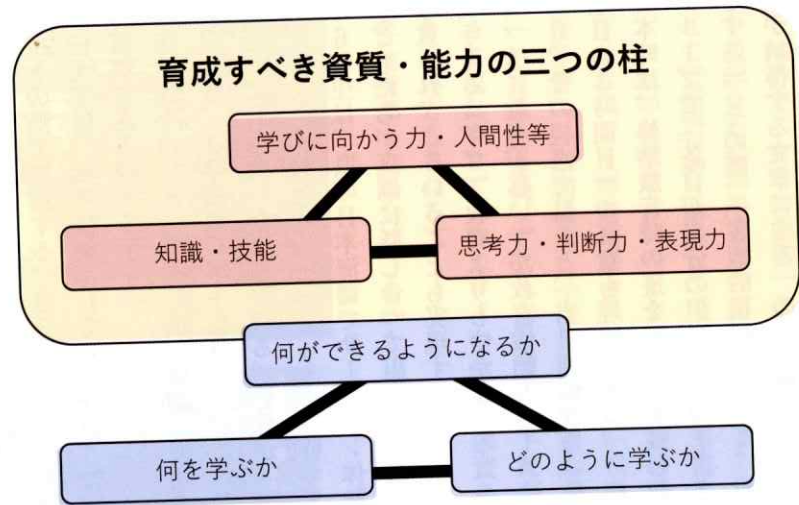 育成すべき資質・能力の三つの柱
学びに向かう力・人間性等
知識・技能
思考力・判断力・表現力
何ができるようになるか
何を学ぶか
どのように学ぶか